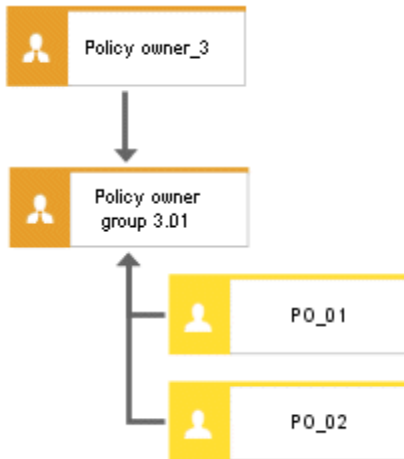 Policy owner_3
Policy owner
group 3.01
PO_01
PO_02